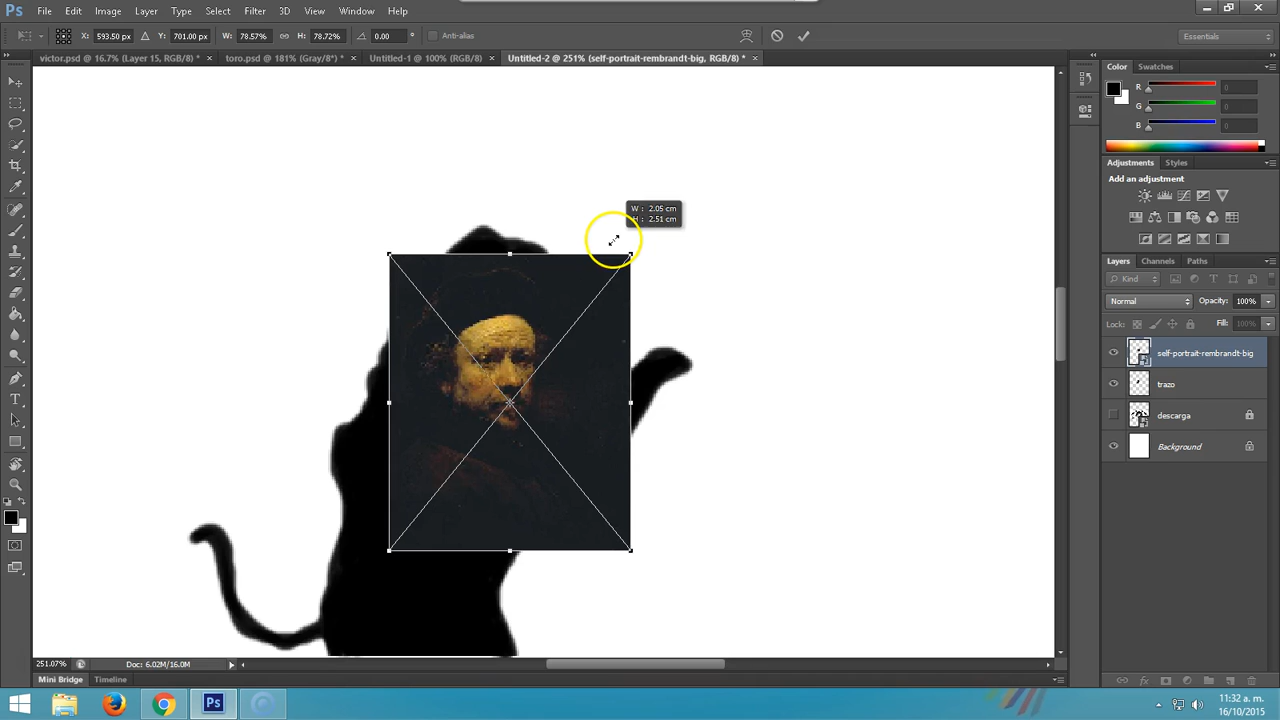 Ps File Edit Image Layer Type Select Filter 3D View Window Help
X: 593.50 px Y: 701.00 px W: 78.57% H: 78.72% 0.00 ° Anti-alias Essentials
victor.psd @ 16.7% (Layer 15, RGB/8) * × toro.psd @ 181% (Gray/8*) * × Untitled-1 @ 100% (RGB/8) × Untitled-2 @ 251% (self-portrait-rembrandt-big, RGB/8) * ×
Color Swatches
R 0
G 0
B 0
Adjustments Styles
Add an adjustment
W: 2.05 cm
H: 2.51 cm
Layers Channels Paths
Kind
Normal Opacity: 100%
Lock: Fill: 100%
self-portrait-rembrandt-big
trazo
descarga
Background
251.07% Doc: 6.02M/16.0M
Mini Bridge Timeline
Ps
11:32 a. m.
16/10/2015